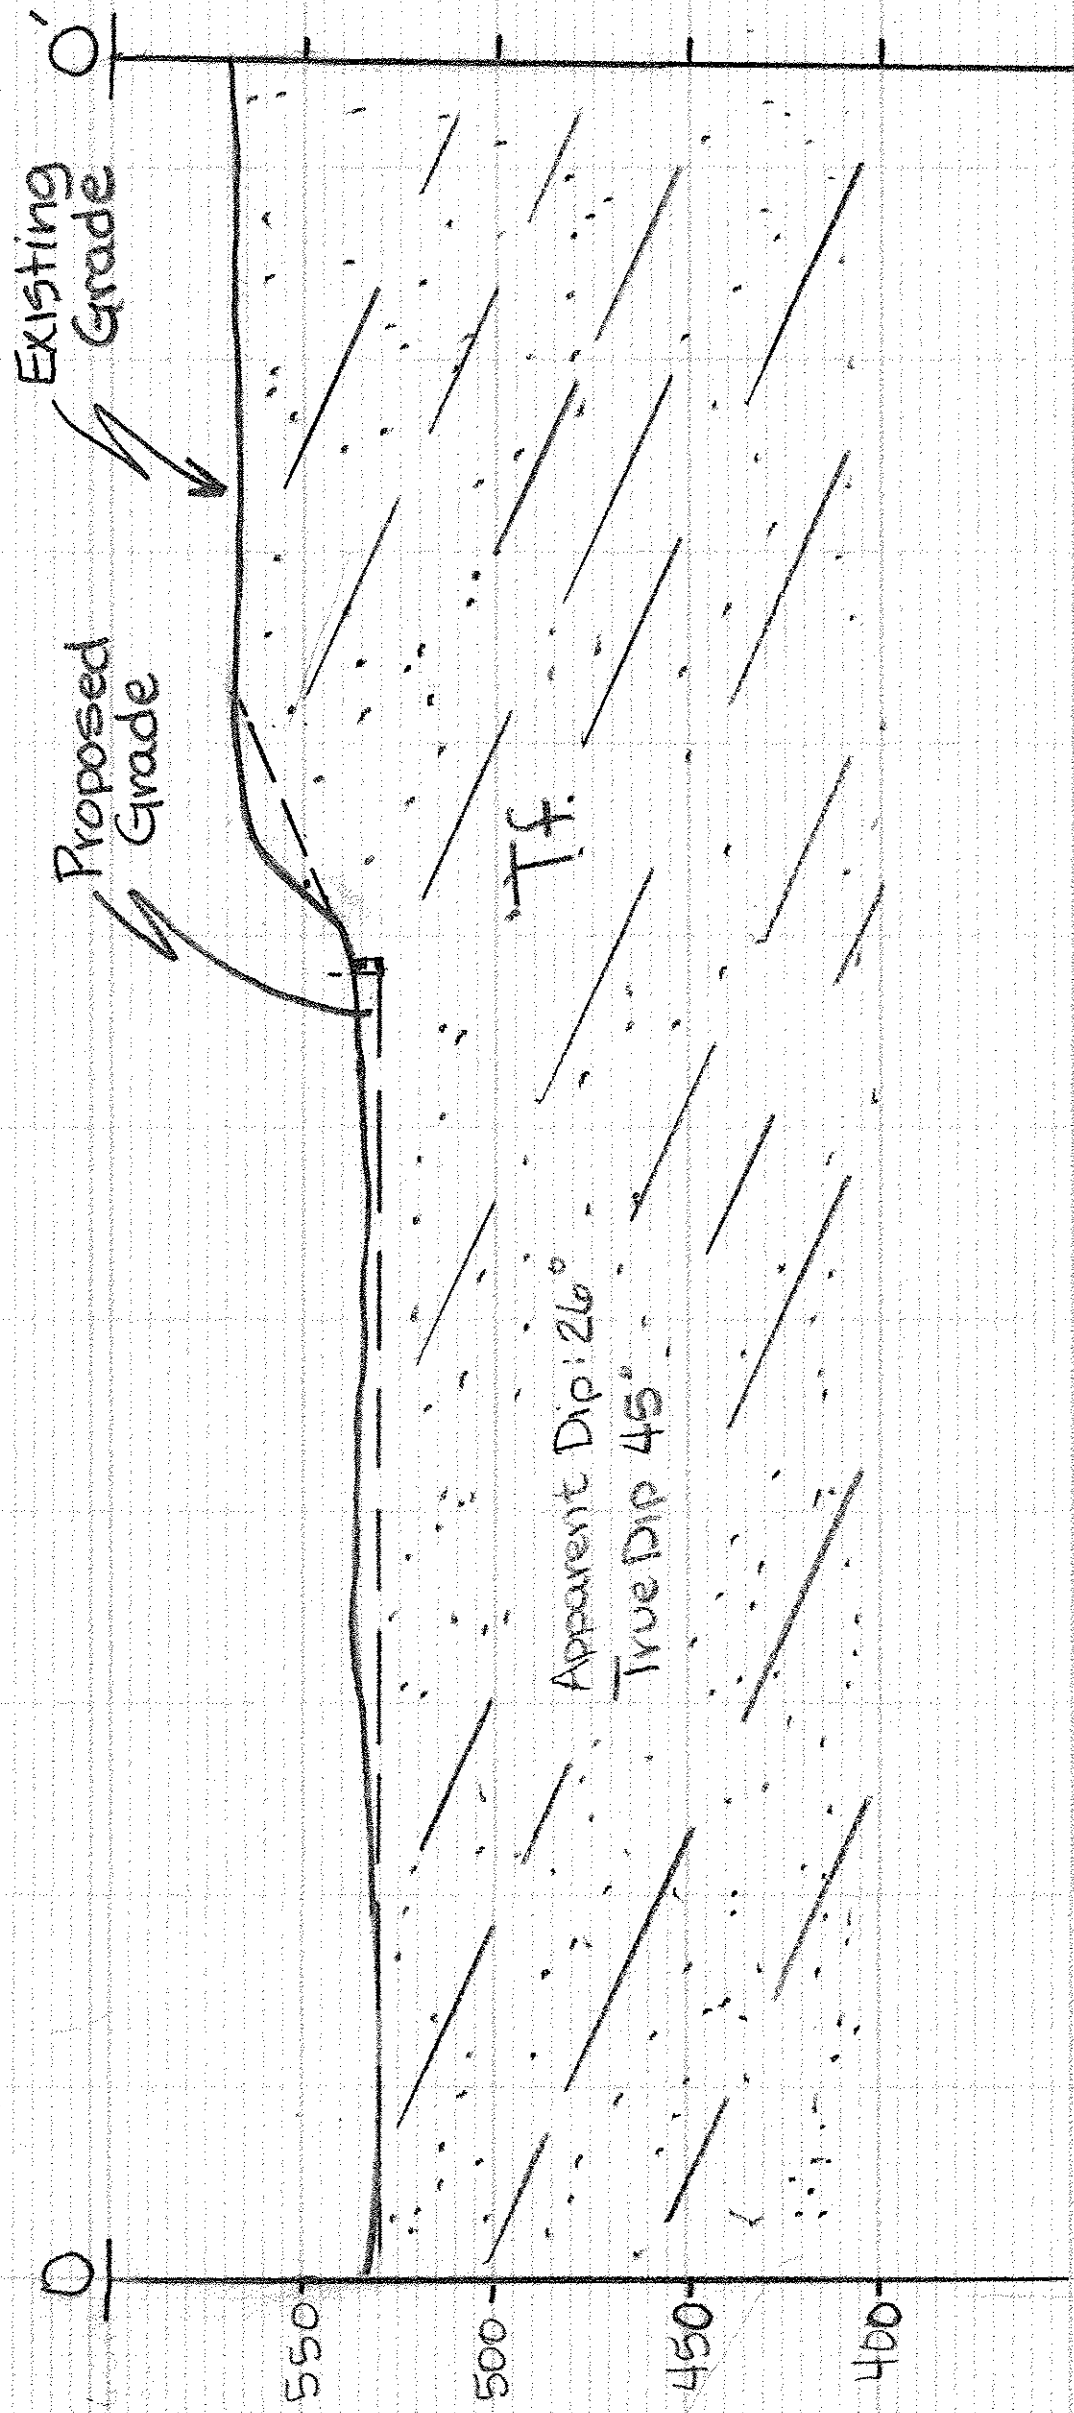 O
O'
Existing
Grade
Proposed
Grade
Tf.
Apparent Dip: 26°
True Dip 45°
550
500
450
400